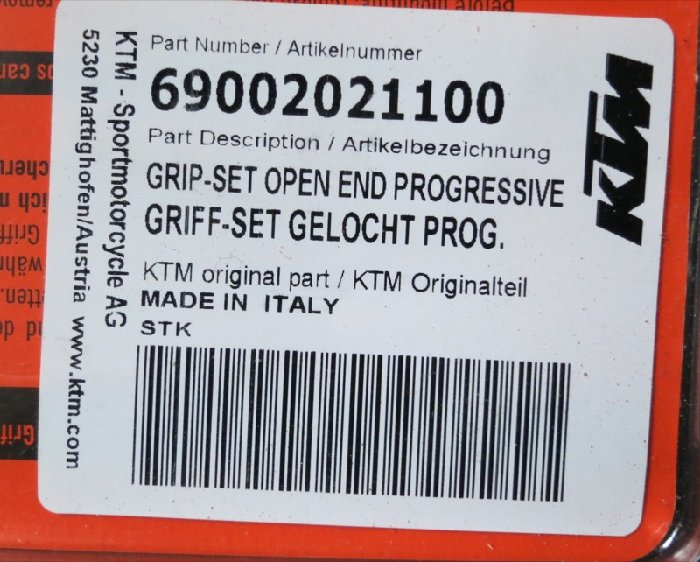 Part Number / Artikelnummer
69002021100
Part Description / Artikelbezeichnung
GRIP-SET OPEN END PROGRESSIVE
GRIFF-SET GELOCHT PROG.
KTM original part / KTM Originalteil
MADE IN ITALY
STK
KTM
KTM - Sportmotorcycle AG
5230 Mattighofen/Austria www.ktm.com